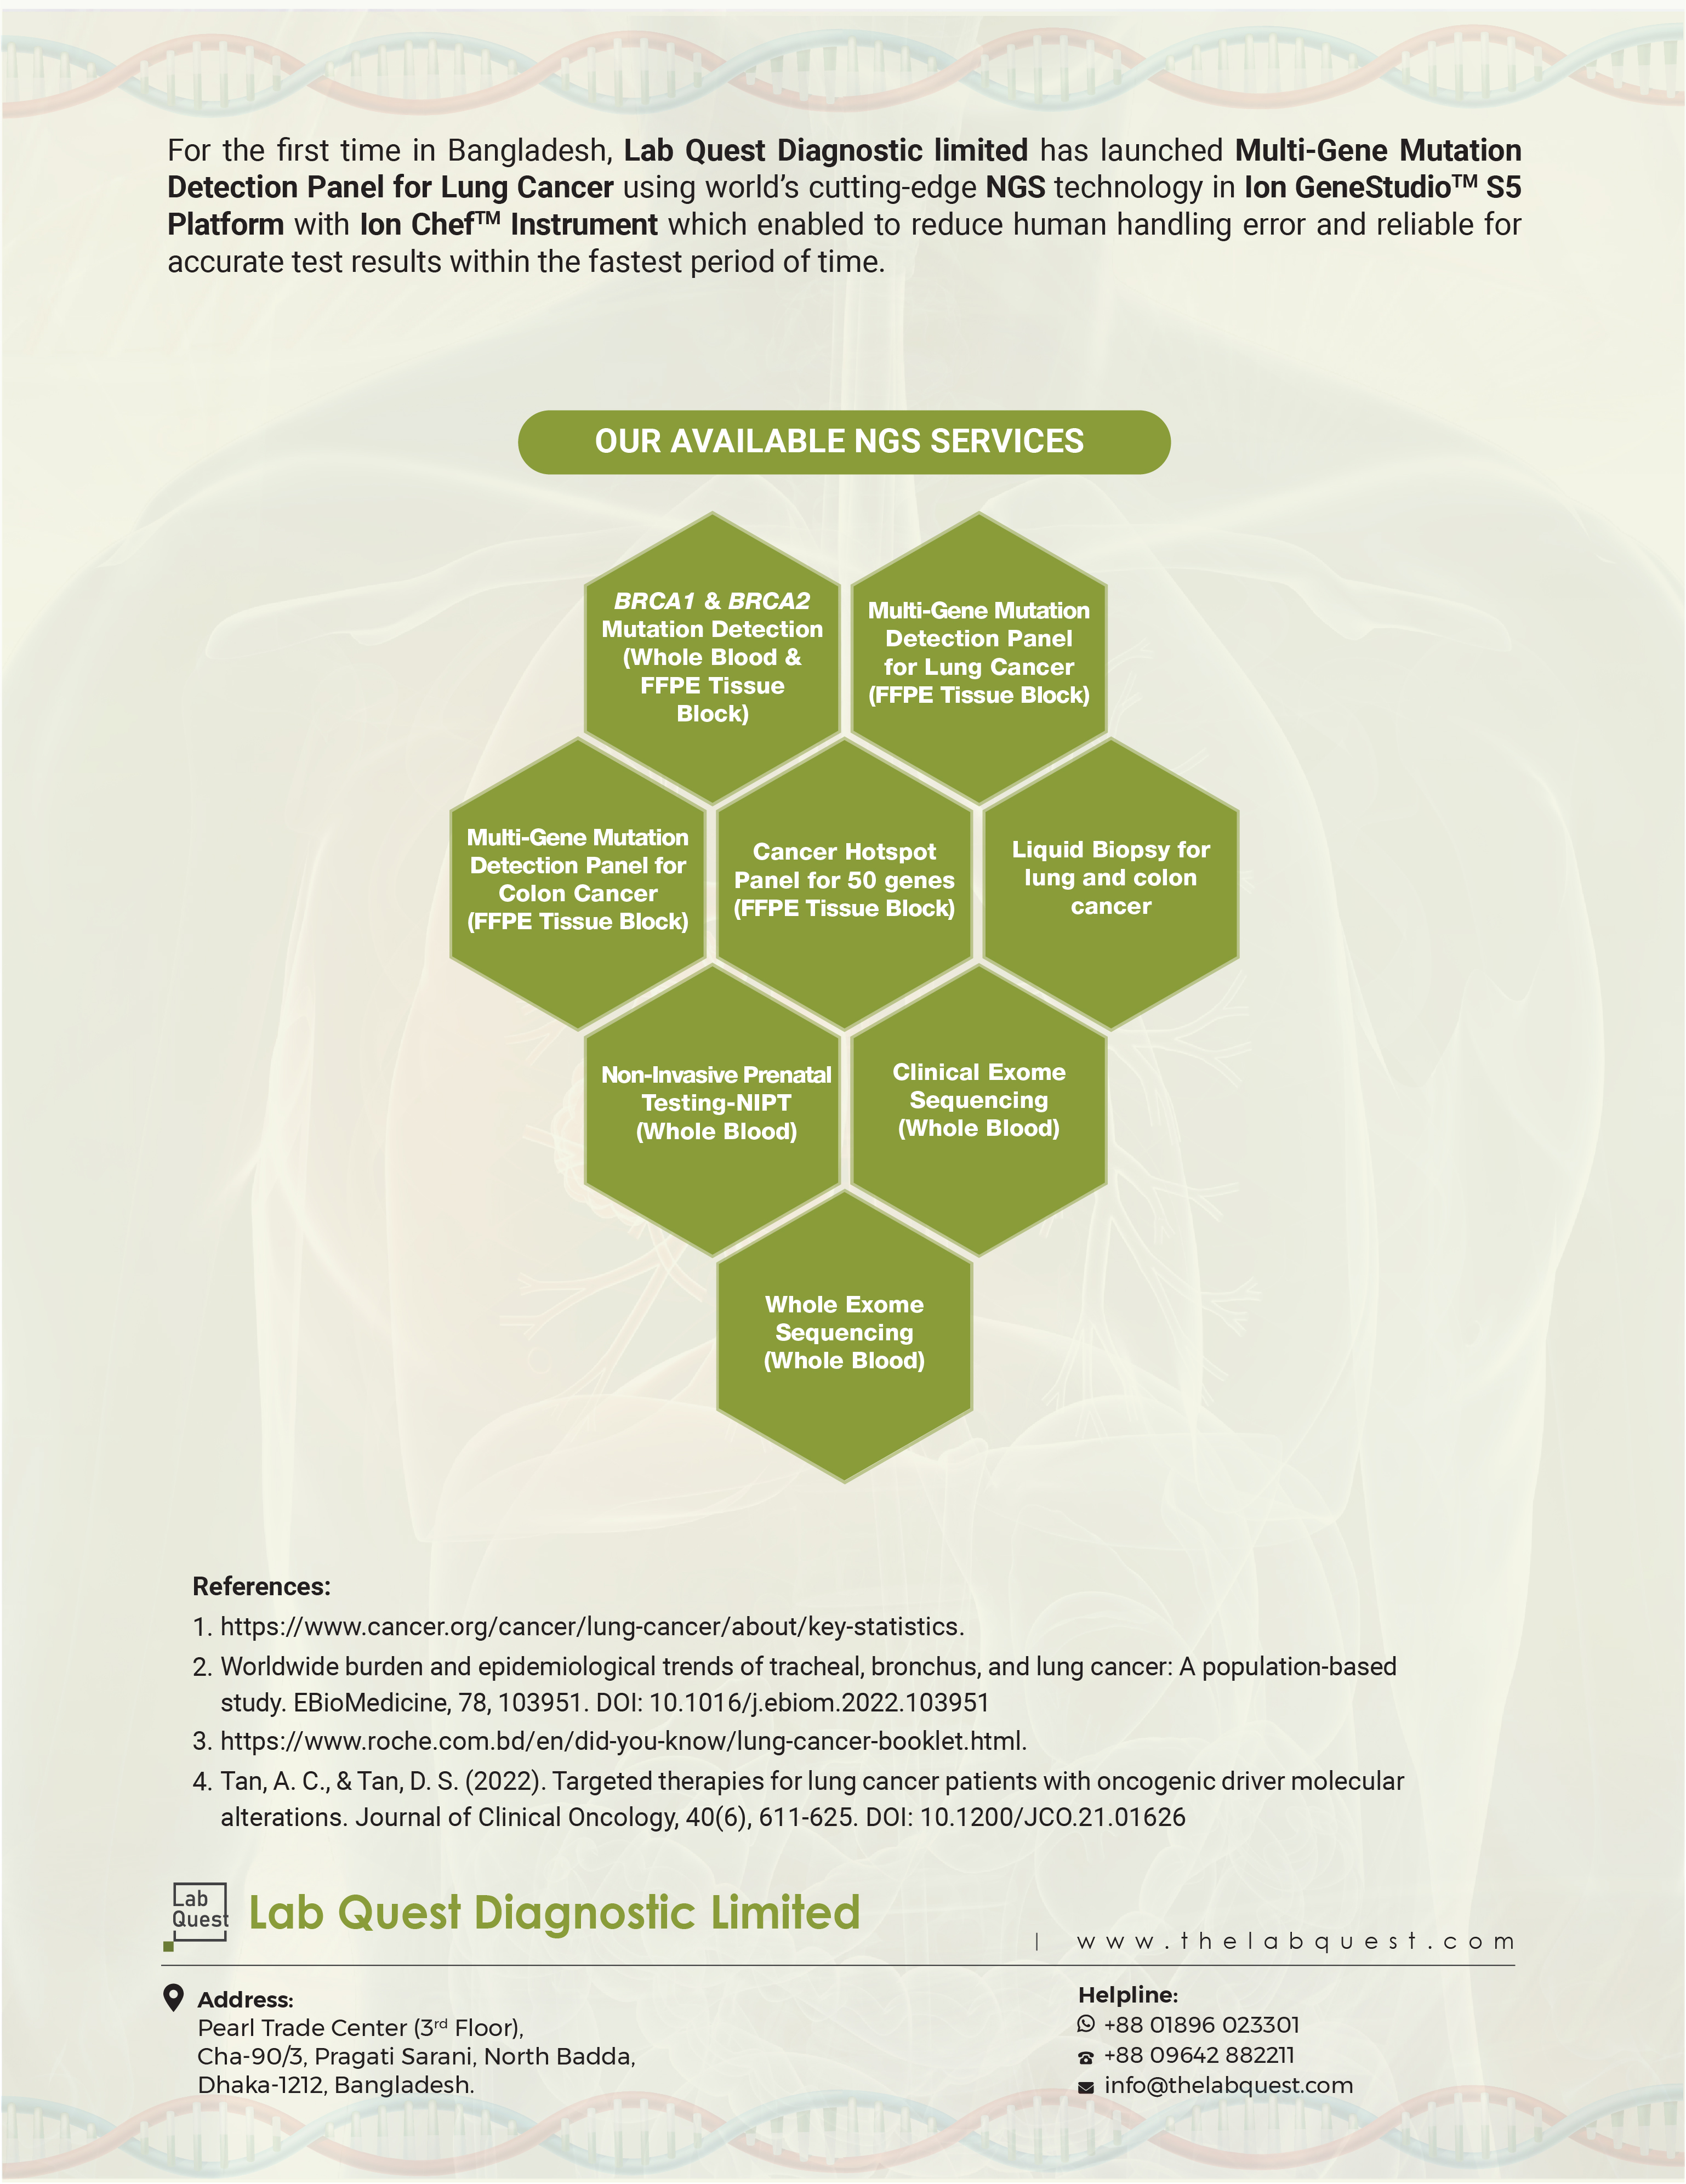 For the first time in Bangladesh, Lab Quest Diagnostic limited has launched Multi-Gene Mutation
Detection Panel for Lung Cancer using world's cutting-edge NGS technology in Ion GeneStudio™ S5
Platform with Ion Chef™ Instrument which enabled to reduce human handling error and reliable for
accurate test results within the fastest period of time.
OUR AVAILABLE NGS SERVICES
BRCA1 & BRCA2
Mutation Detection
(Whole Blood &
FFPE Tissue
Block)
Multi-Gene Mutation
Detection Panel
for Lung Cancer
(FFPE Tissue Block)
Multi-Gene Mutation
Detection Panel for
Colon Cancer
(FFPE Tissue Block)
Cancer Hotspot
Panel for 50 genes
(FFPE Tissue Block)
Liquid Biopsy for
lung and colon
cancer
Non-Invasive Prenatal
Testing-NIPT
(Whole Blood)
Clinical Exome
Sequencing
(Whole Blood)
Whole Exome
Sequencing
(Whole Blood)
References:
1. https://www.cancer.org/cancer/lung-cancer/about/key-statistics.
2. Worldwide burden and epidemiological trends of tracheal, bronchus, and lung cancer: A population-based
study. EBioMedicine, 78, 103951. DOI: 10.1016/j.ebiom.2022.103951
3. https://www.roche.com.bd/en/did-you-know/lung-cancer-booklet.html.
4. Tan, A. C., & Tan, D. S. (2022). Targeted therapies for lung cancer patients with oncogenic driver molecular
alterations. Journal of Clinical Oncology, 40(6), 611-625. DOI: 10.1200/JCO.21.01626
Lab
Quest
Lab Quest Diagnostic Limited
| www.thelabquest.com
Address:
Pearl Trade Center (3rd Floor),
Cha-90/3, Pragati Sarani, North Badda,
Dhaka-1212, Bangladesh.
Helpline:
+88 01896 023301
+88 09642 882211
info@thelabquest.com